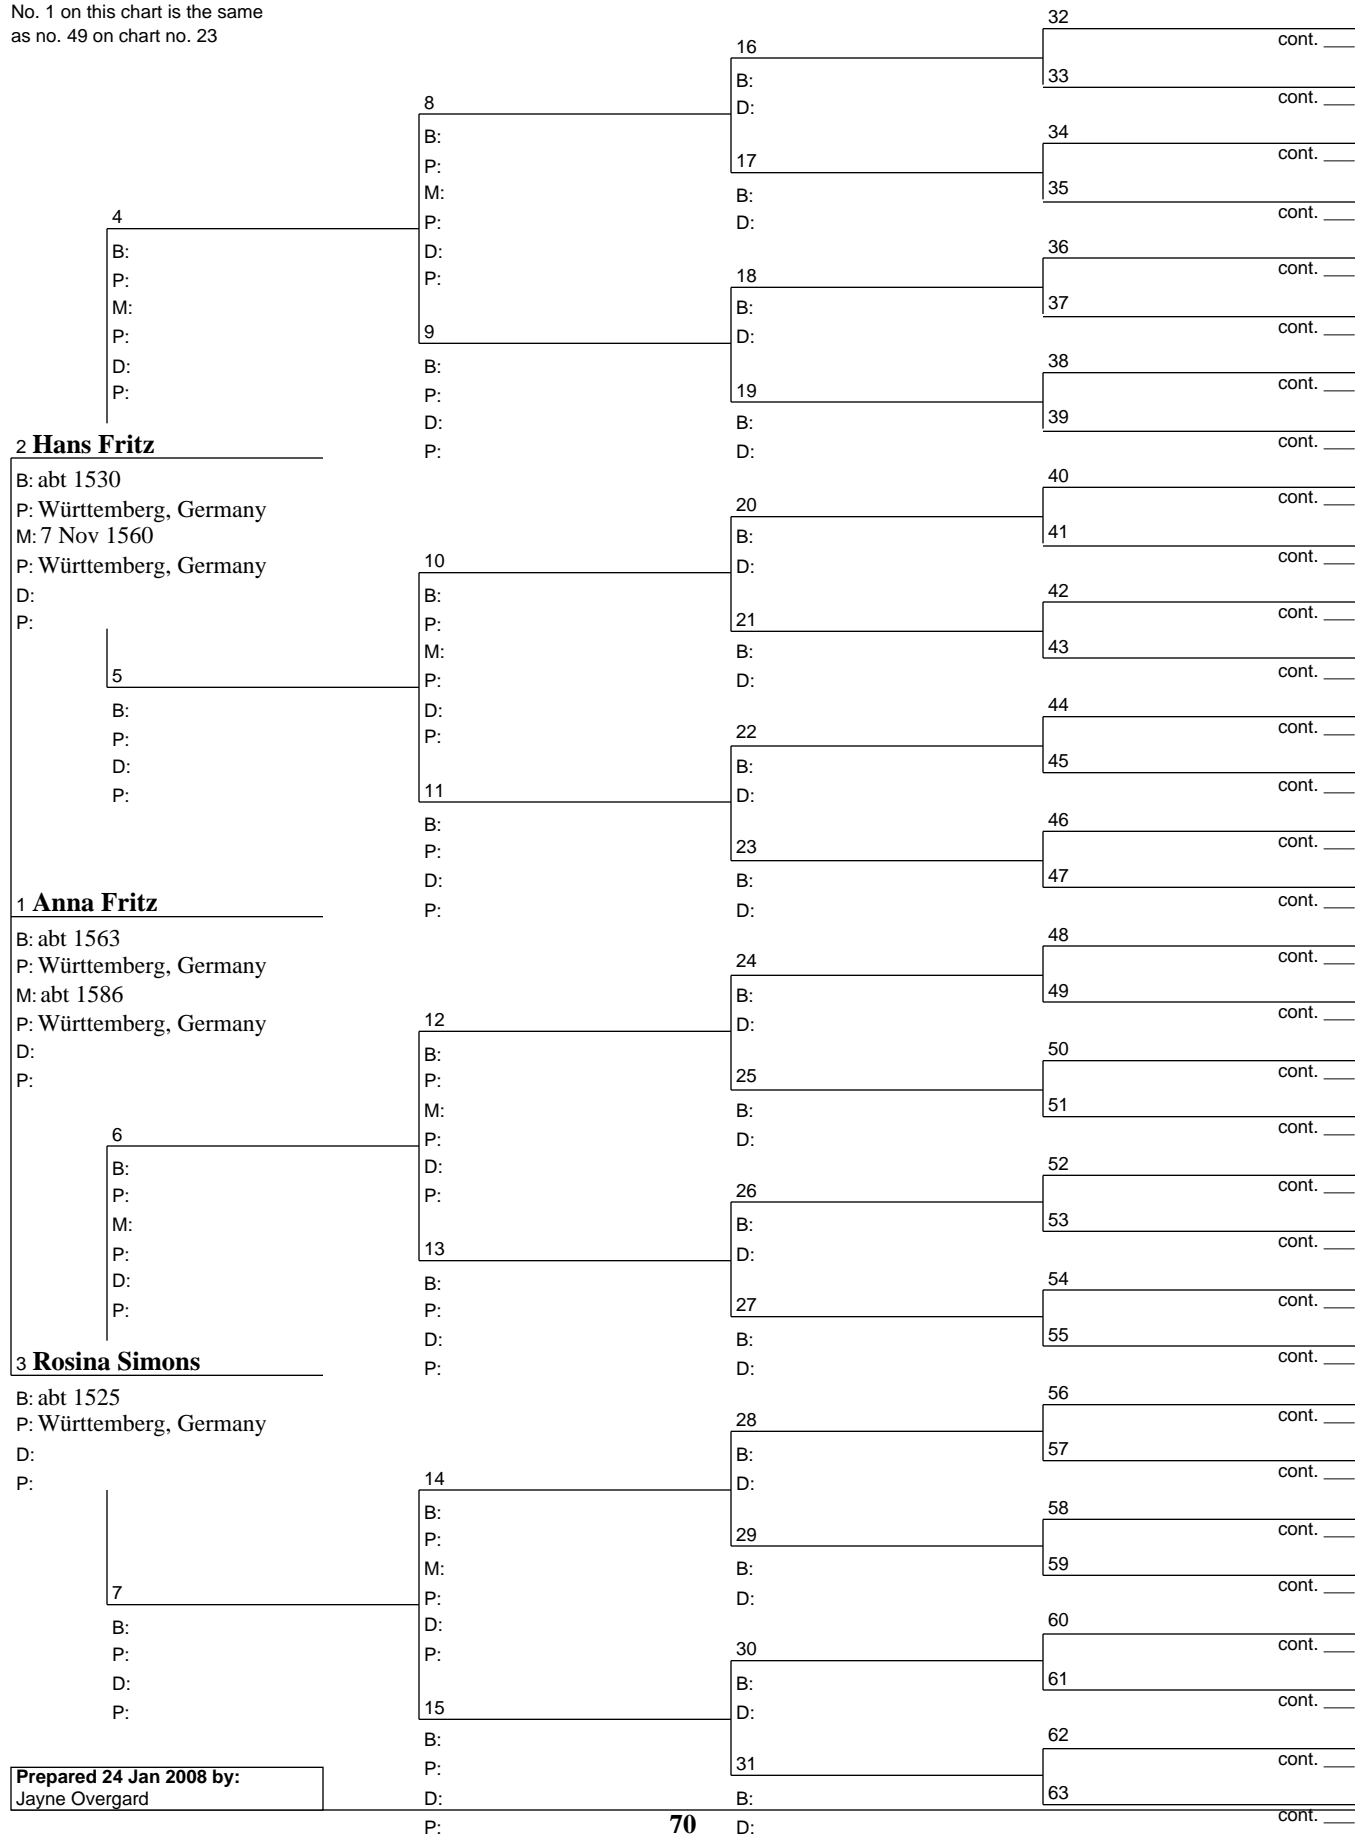 No. 1 on this chart is the same
as no. 49 on chart no. 23
4
B:
P:
M:
P:
D:
P:
2 Hans Fritz
B: abt 1530
P: Württemberg, Germany
M: 7 Nov 1560
P: Württemberg, Germany
D:
P:
5
B:
P:
D:
P:
1 Anna Fritz
B: abt 1563
P: Württemberg, Germany
M: abt 1586
P: Württemberg, Germany
D:
P:
6
B:
P:
M:
P:
D:
P:
3 Rosina Simons
B: abt 1525
P: Württemberg, Germany
D:
P:
7
B:
P:
D:
P:
8
B:
P:
M:
P:
D:
P:
9
B:
P:
D:
P:
10
B:
P:
M:
P:
D:
P:
11
B:
P:
D:
P:
12
B:
P:
M:
P:
D:
P:
13
B:
P:
D:
P:
14
B:
P:
M:
P:
D:
P:
15
B:
P:
D:
P:
16
B:
D:
17
B:
D:
18
B:
D:
19
B:
D:
20
B:
D:
21
B:
D:
22
B:
D:
23
B:
D:
24
B:
D:
25
B:
D:
26
B:
D:
27
B:
D:
28
B:
D:
29
B:
D:
30
B:
D:
31
B:
D:
32
cont. ___
33
cont. ___
34
cont. ___
35
cont. ___
36
cont. ___
37
cont. ___
38
cont. ___
39
cont. ___
40
cont. ___
41
cont. ___
42
cont. ___
43
cont. ___
44
cont. ___
45
cont. ___
46
cont. ___
47
cont. ___
48
cont. ___
49
cont. ___
50
cont. ___
51
cont. ___
52
cont. ___
53
cont. ___
54
cont. ___
55
cont. ___
56
cont. ___
57
cont. ___
58
cont. ___
59
cont. ___
60
cont. ___
61
cont. ___
62
cont. ___
63
cont. ___
Prepared 24 Jan 2008 by:
Jayne Overgard
70